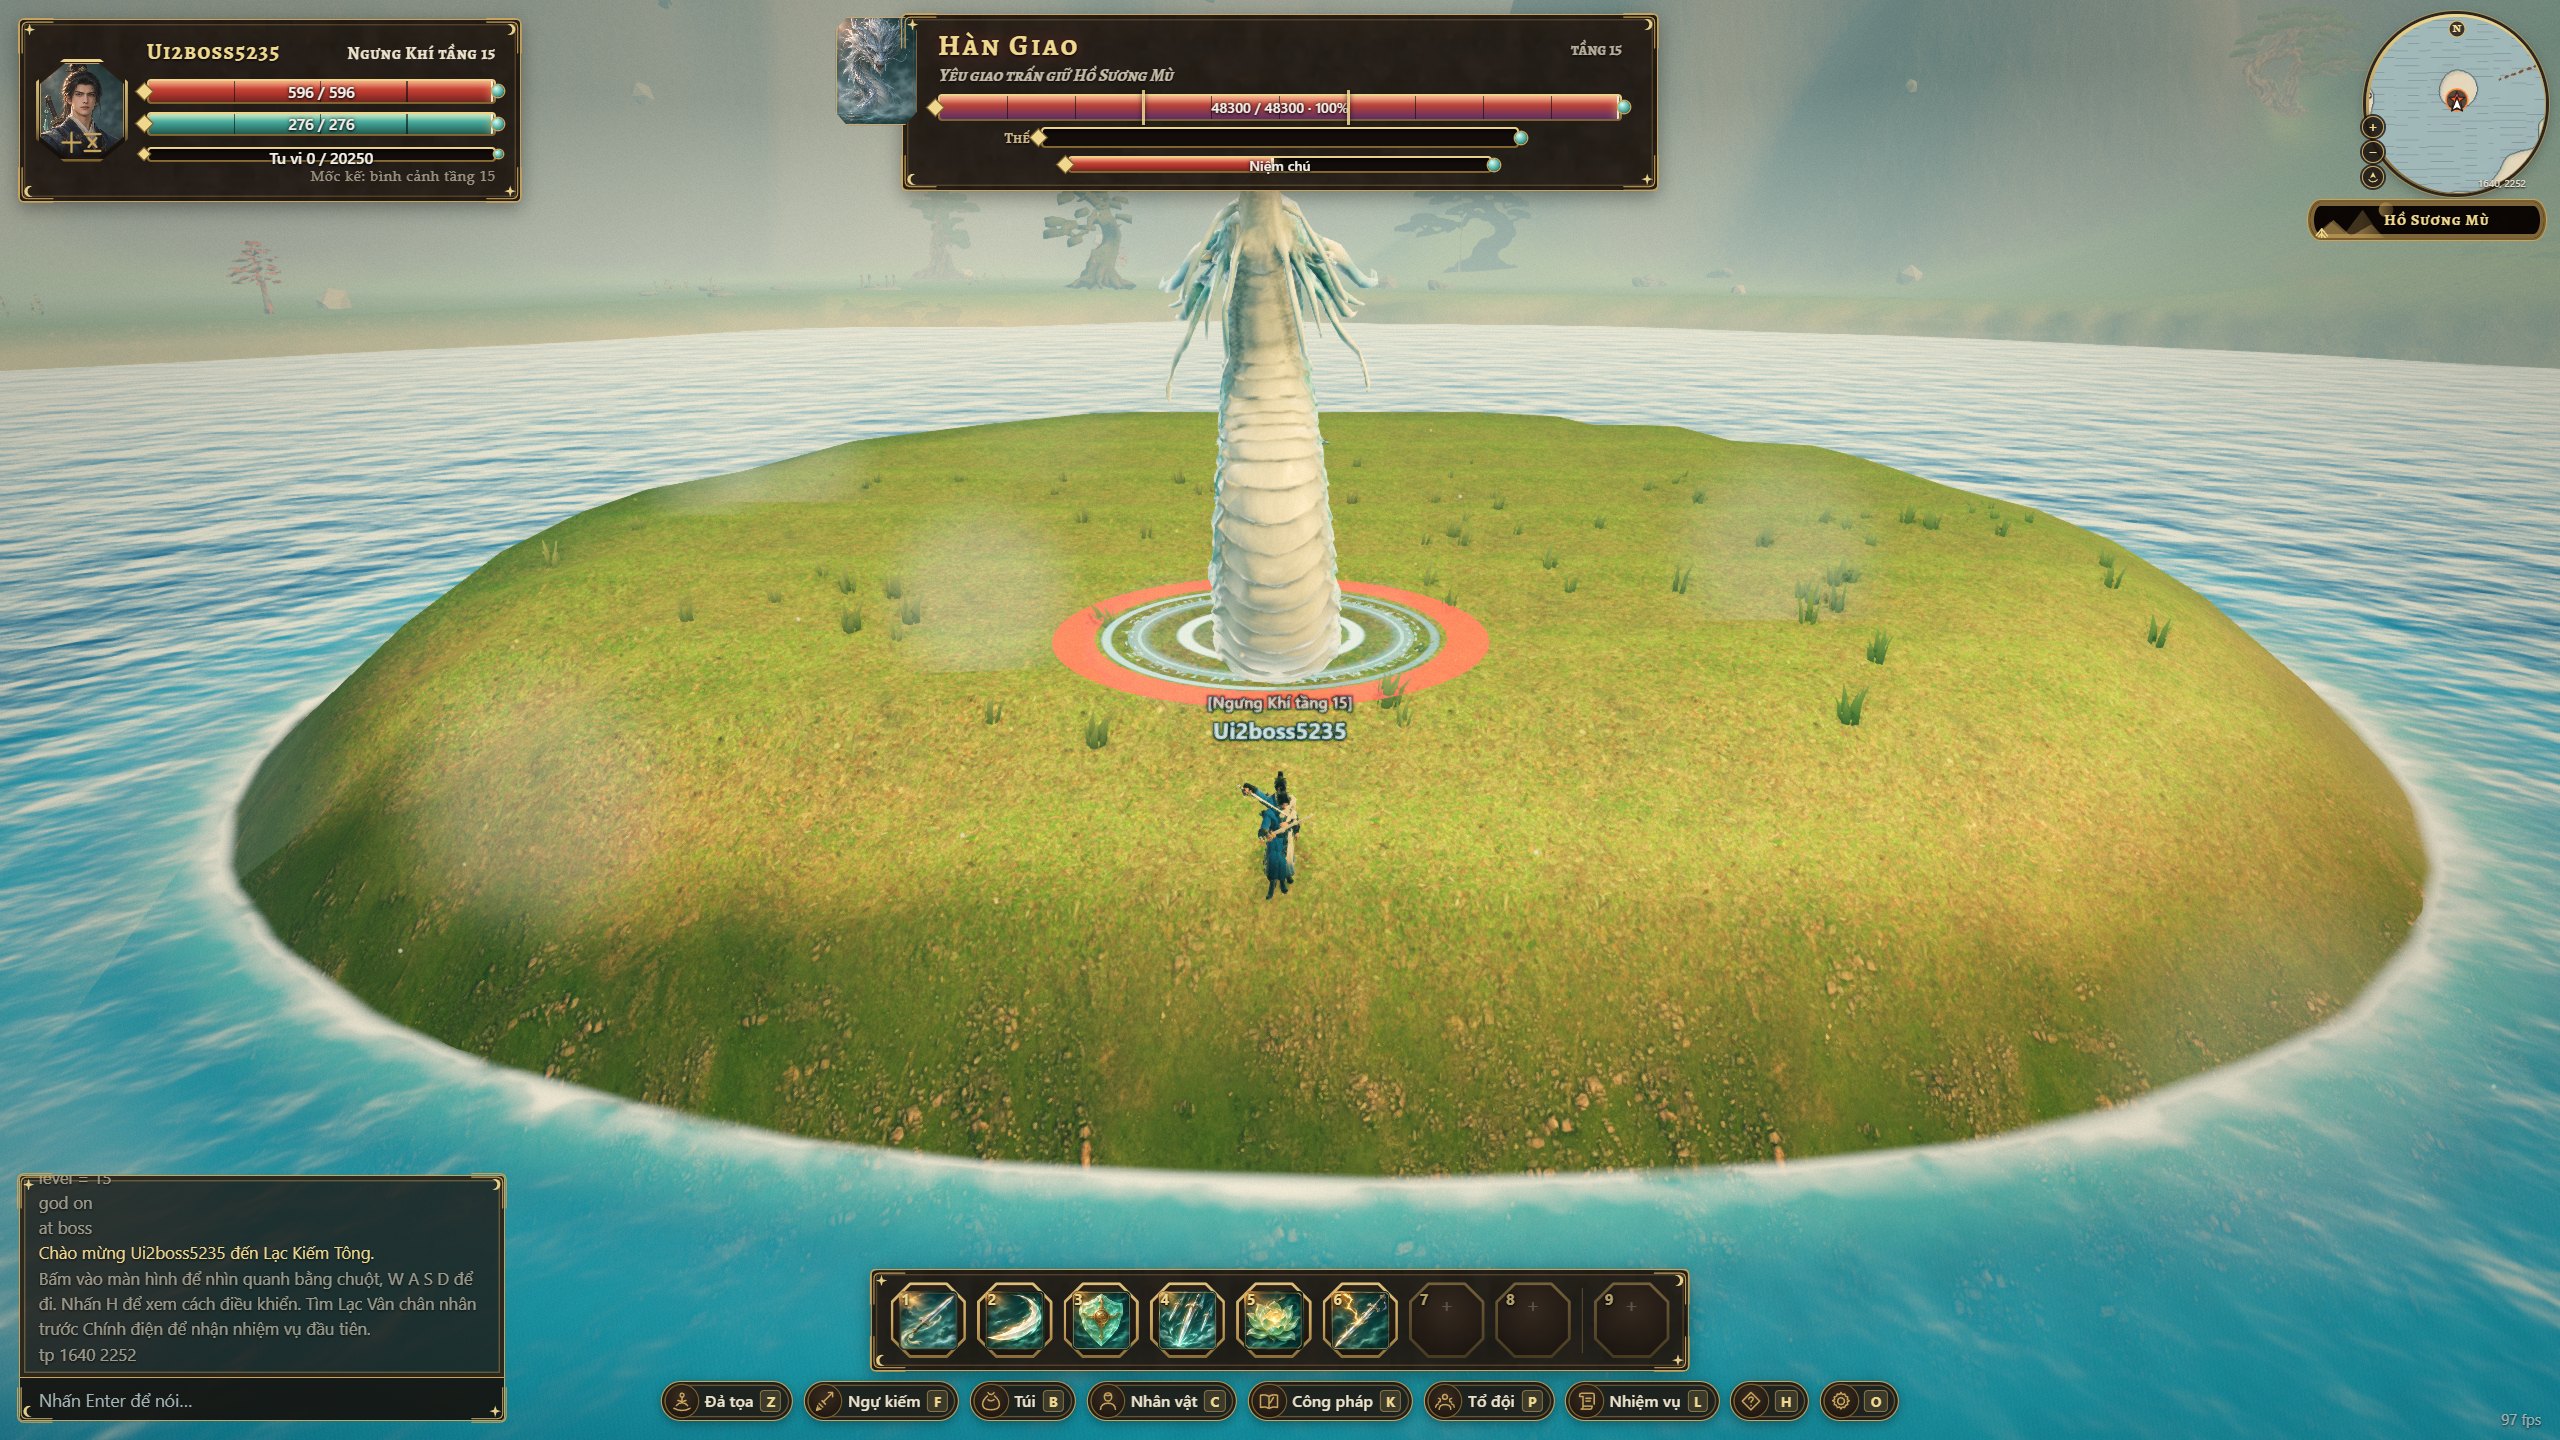 Ui2boss5235
Ngưng Khí tầng 15
596 / 596
276 / 276
Tu vi 0 / 20250
Mốc kế: bình cảnh tầng 15
Hàn Giao
tầng 15
Yêu giao trấn giữ Hồ Sương Mù
48300 / 48300 · 100%
Thế
Niệm chú
N
+
−
1640, 2252
Hồ Sương Mù
[Ngưng Khí tầng 15]
Ui2boss5235
level = 15
god on
at boss
Chào mừng Ui2boss5235 đến Lạc Kiếm Tông.
Bấm vào màn hình để nhìn quanh bằng chuột, W A S D để
đi. Nhấn H để xem cách điều khiển. Tìm Lạc Vân chân nhân
trước Chính điện để nhận nhiệm vụ đầu tiên.
tp 1640 2252
Nhấn Enter để nói...
1 2 3 4 5 6 7 + 8 + 9 +
Đả tọa Z Ngự kiếm F Túi B Nhân vật C Công pháp K Tổ đội P Nhiệm vụ L ? H O
97 fps